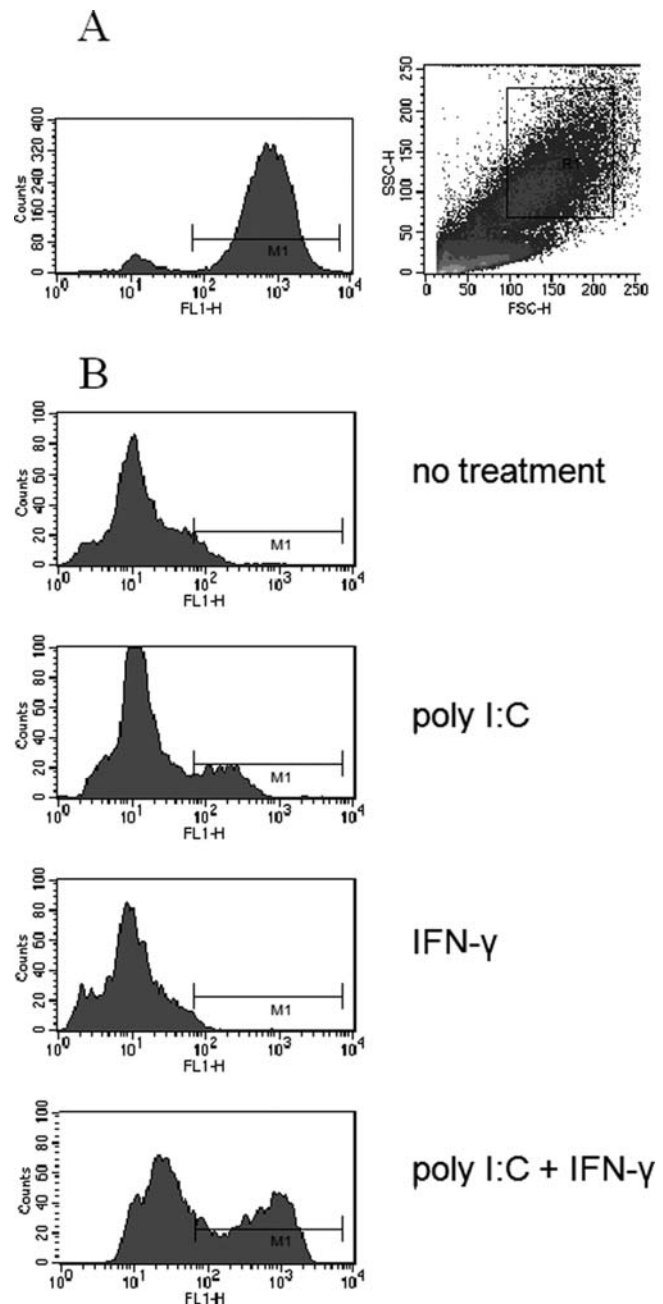 A
Counts
400
320
240
160
80
0
M1
10^0 10^1 10^2 10^3 10^4
FL1-H
SSC-H
250
200
150
100
50
0
R1
0 50 100 150 200 250
FSC-H
B
Counts
100
80
60
40
20
0
M1
10^0 10^1 10^2 10^3 10^4
FL1-H
no treatment
Counts
100
80
60
40
20
0
M1
10^0 10^1 10^2 10^3 10^4
FL1-H
poly I:C
Counts
100
80
60
40
20
0
M1
10^0 10^1 10^2 10^3 10^4
FL1-H
IFN-γ
Counts
100
80
60
40
20
0
M1
10^0 10^1 10^2 10^3 10^4
FL1-H
poly I:C + IFN-γ